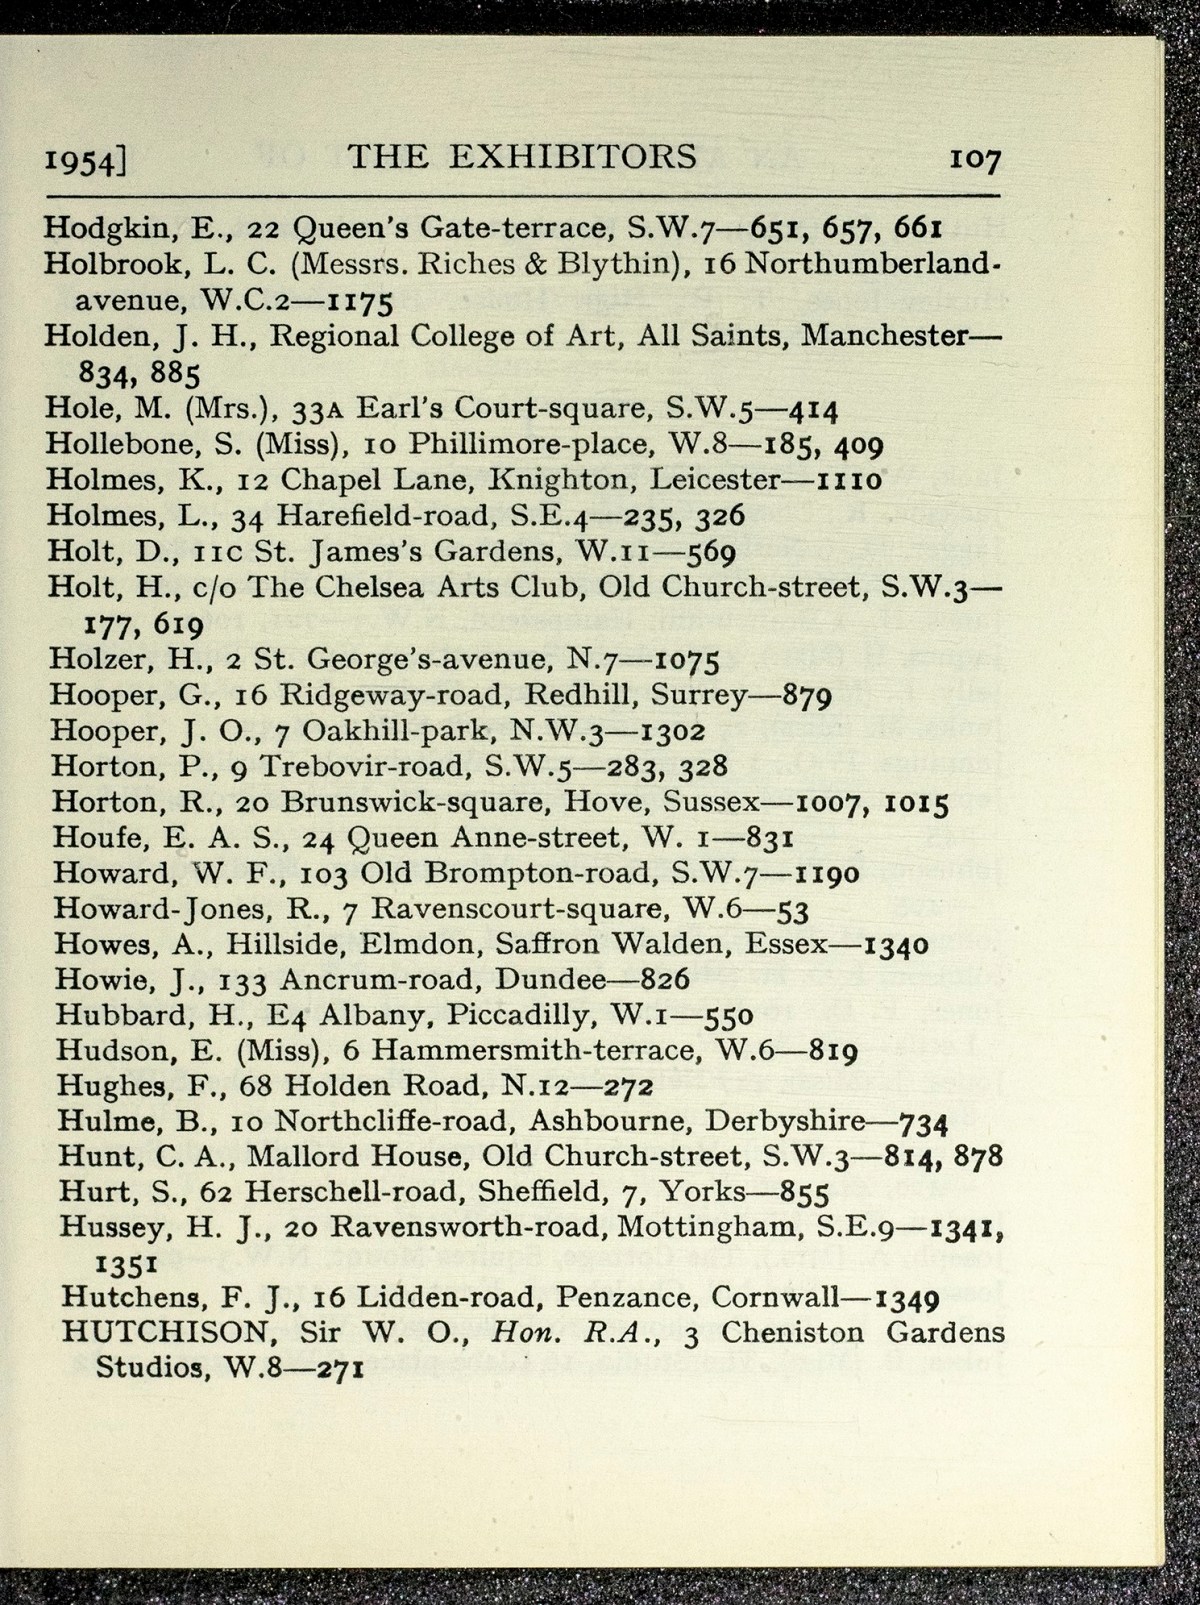 1954] THE EXHIBITORS 107
Hodgkin, E., 22 Queen's Gate-terrace, S.W.7—651, 657, 661
Holbrook, L. C. (Messrs. Riches & Blythin), 16 Northumberland-
avenue, W.C.2—1175
Holden, J. H., Regional College of Art, All Saints, Manchester—
834, 885
Hole, M. (Mrs.), 33A Earl's Court-square, S.W.5—414
Hollebone, S. (Miss), 10 Phillimore-place, W.8—185, 409
Holmes, K., 12 Chapel Lane, Knighton, Leicester—1110
Holmes, L., 34 Harefield-road, S.E.4—235, 326
Holt, D., 11C St. James's Gardens, W.11—569
Holt, H., c/o The Chelsea Arts Club, Old Church-street, S.W.3—
177, 619
Holzer, H., 2 St. George's-avenue, N.7—1075
Hooper, G., 16 Ridgeway-road, Redhill, Surrey—879
Hooper, J. O., 7 Oakhill-park, N.W.3—1302
Horton, P., 9 Trebovir-road, S.W.5—283, 328
Horton, R., 20 Brunswick-square, Hove, Sussex—1007, 1015
Houfe, E. A. S., 24 Queen Anne-street, W. 1—831
Howard, W. F., 103 Old Brompton-road, S.W.7—1190
Howard-Jones, R., 7 Ravenscourt-square, W.6—53
Howes, A., Hillside, Elmdon, Saffron Walden, Essex—1340
Howie, J., 133 Ancrum-road, Dundee—826
Hubbard, H., E4 Albany, Piccadilly, W.1—550
Hudson, E. (Miss), 6 Hammersmith-terrace, W.6—819
Hughes, F., 68 Holden Road, N.12—272
Hulme, B., 10 Northcliffe-road, Ashbourne, Derbyshire—734
Hunt, C. A., Mallord House, Old Church-street, S.W.3—814, 878
Hurt, S., 62 Herschell-road, Sheffield, 7, Yorks—855
Hussey, H. J., 20 Ravensworth-road, Mottingham, S.E.9—1341,
1351
Hutchens, F. J., 16 Lidden-road, Penzance, Cornwall—1349
HUTCHISON, Sir W. O., Hon. R.A., 3 Cheniston Gardens
Studios, W.8—271